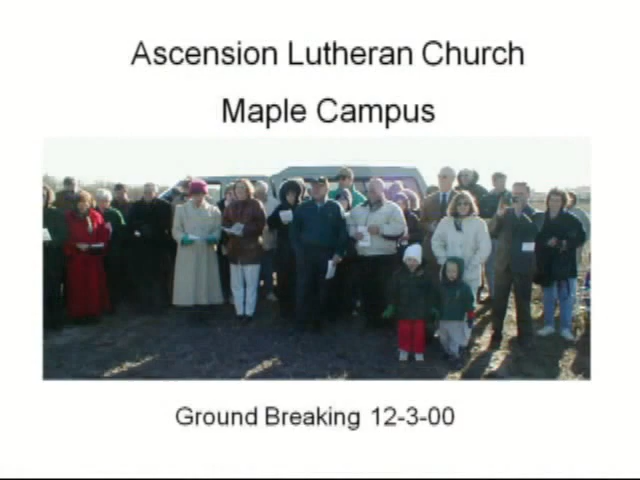 Ascension Lutheran Church
Maple Campus
Ground Breaking 12-3-00